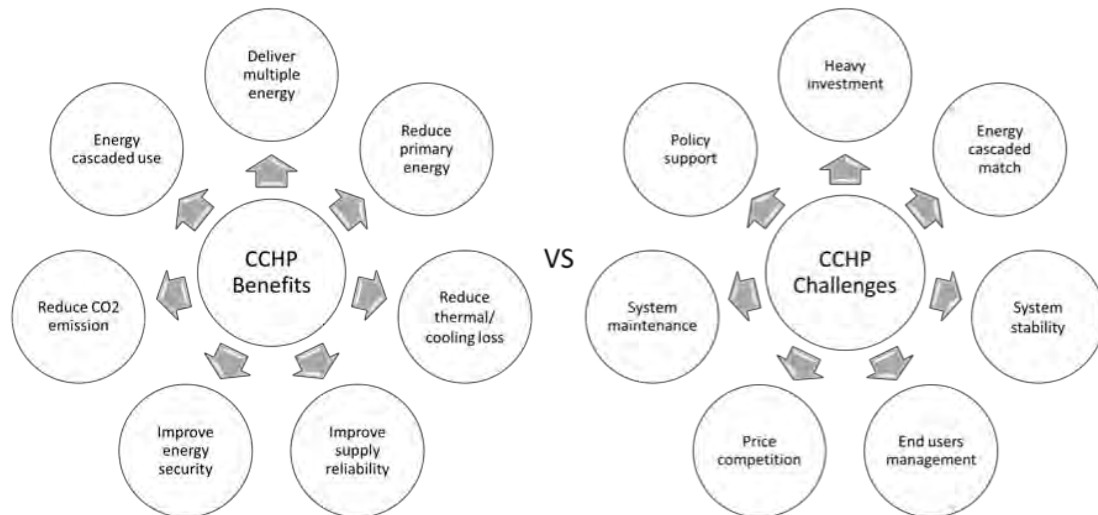 Deliver
multiple
energy
Reduce
primary
energy
Reduce
thermal/
cooling loss
Improve
supply
reliability
Improve
energy
security
Reduce CO2
emission
Energy
cascaded use
CCHP
Benefits
VS
Heavy
investment
Energy
cascaded
match
System
stability
End users
management
Price
competition
System
maintenance
Policy
support
CCHP
Challenges